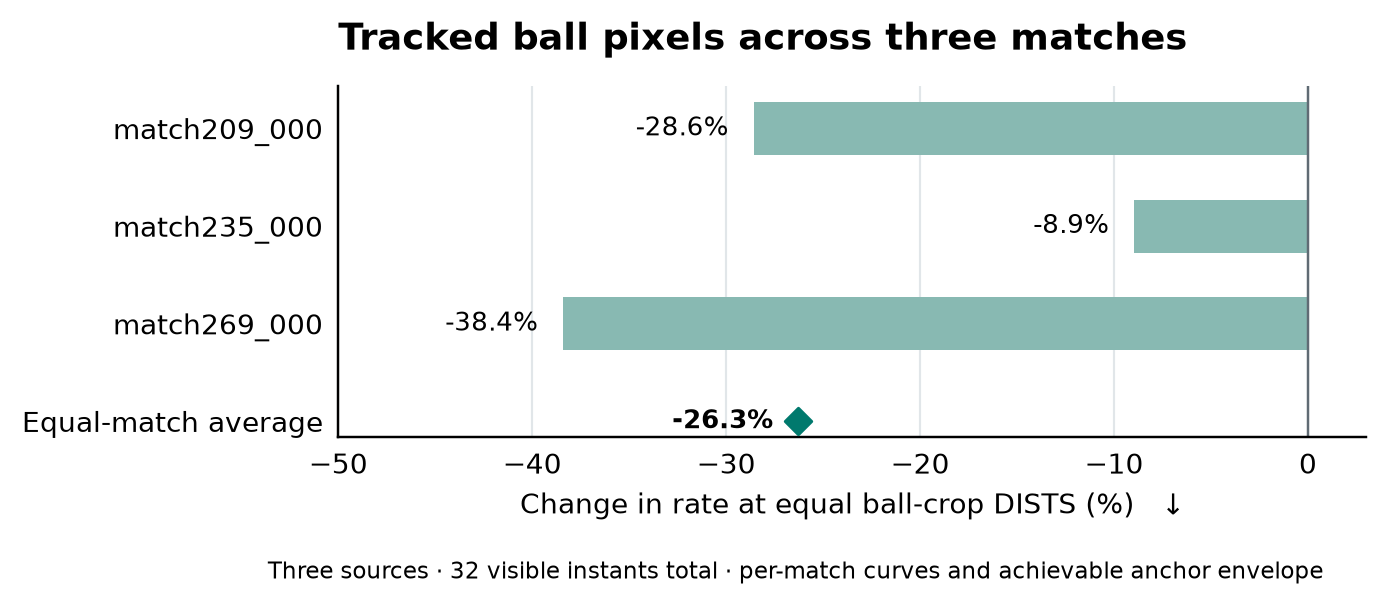 Tracked ball pixels across three matches
match209_000
-28.6%
match235_000
-8.9%
match269_000
-38.4%
Equal-match average
-26.3%
−50 −40 −30 −20 −10 0
Change in rate at equal ball-crop DISTS (%) ↓
Three sources · 32 visible instants total · per-match curves and achievable anchor envelope